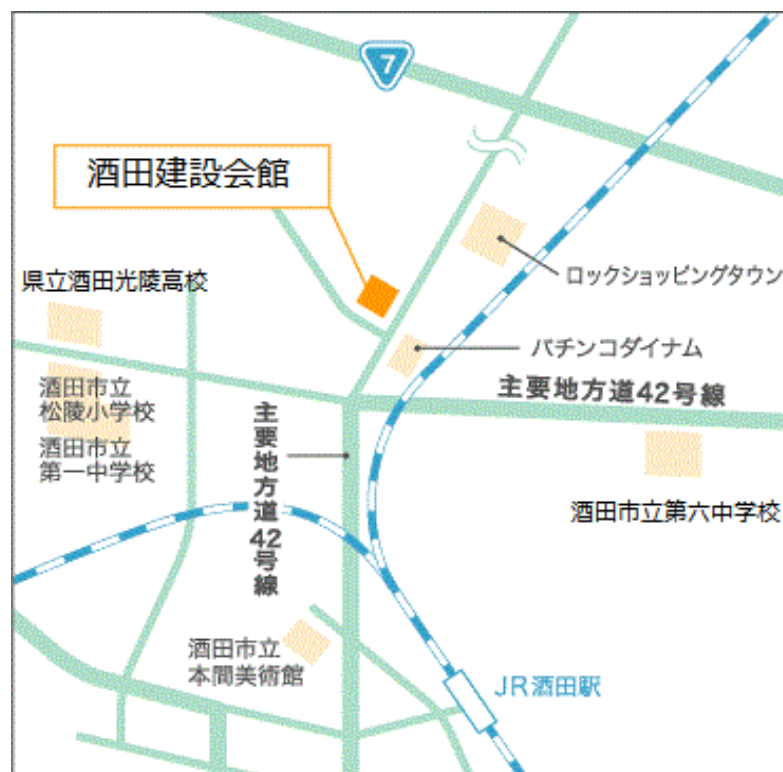 7
酒田建設会館
県立酒田光陵高校
ロックショッピングタウン
パチンコダイナム
主要地方道42号線
酒田市立
松陵小学校
酒田市立
第一中学校
主要地方道42号線
酒田市立第六中学校
酒田市立
本間美術館
JR酒田駅